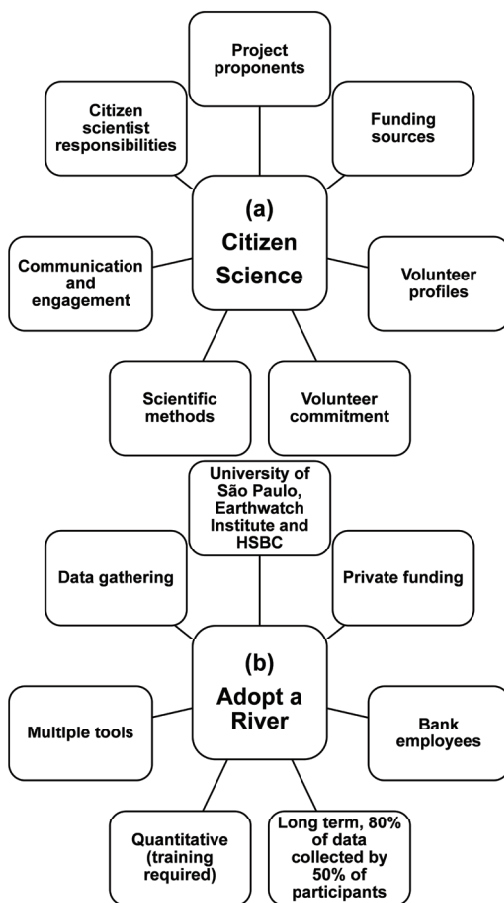 Project
proponents
Citizen
scientist
responsibilities
Funding
sources
(a)
Citizen
Science
Communication
and
engagement
Volunteer
profiles
Scientific
methods
Volunteer
commitment
University of
São Paulo,
Earthwatch
Institute and
HSBC
Data gathering
Private funding
(b)
Adopt a
River
Multiple tools
Bank
employees
Quantitative
(training
required)
Long term, 80%
of data
collected by
50% of
participants